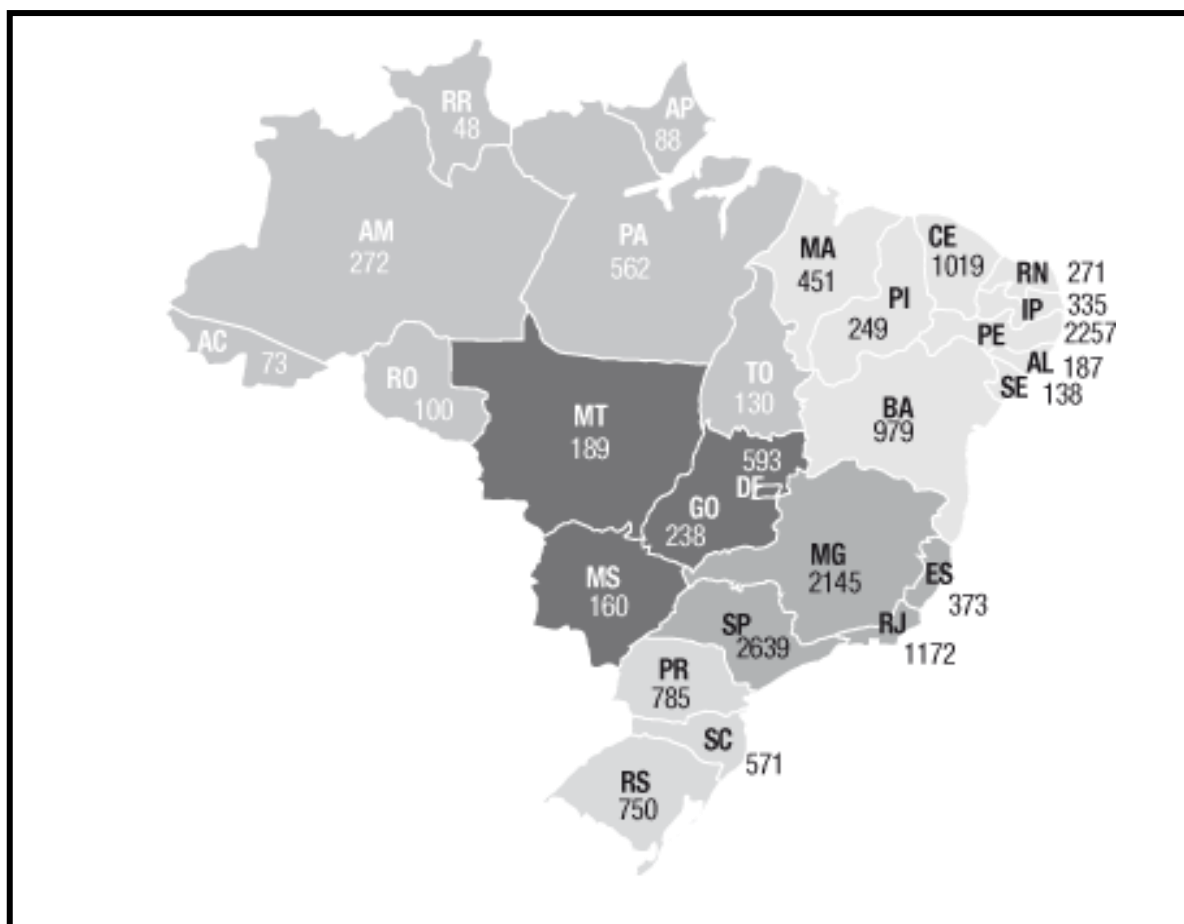 RR
48
AP
88
AM
272
PA
562
MA
451
CE
1019
RN 271
PI
249
IP 335
PE 2257
AC
73
RO
100
TO
130
AL 187
SE 138
MT
189
BA
979
593
DF
GO
238
MG
2145
ES
373
MS
160
SP
2639
RJ
1172
PR
785
SC
571
RS
750